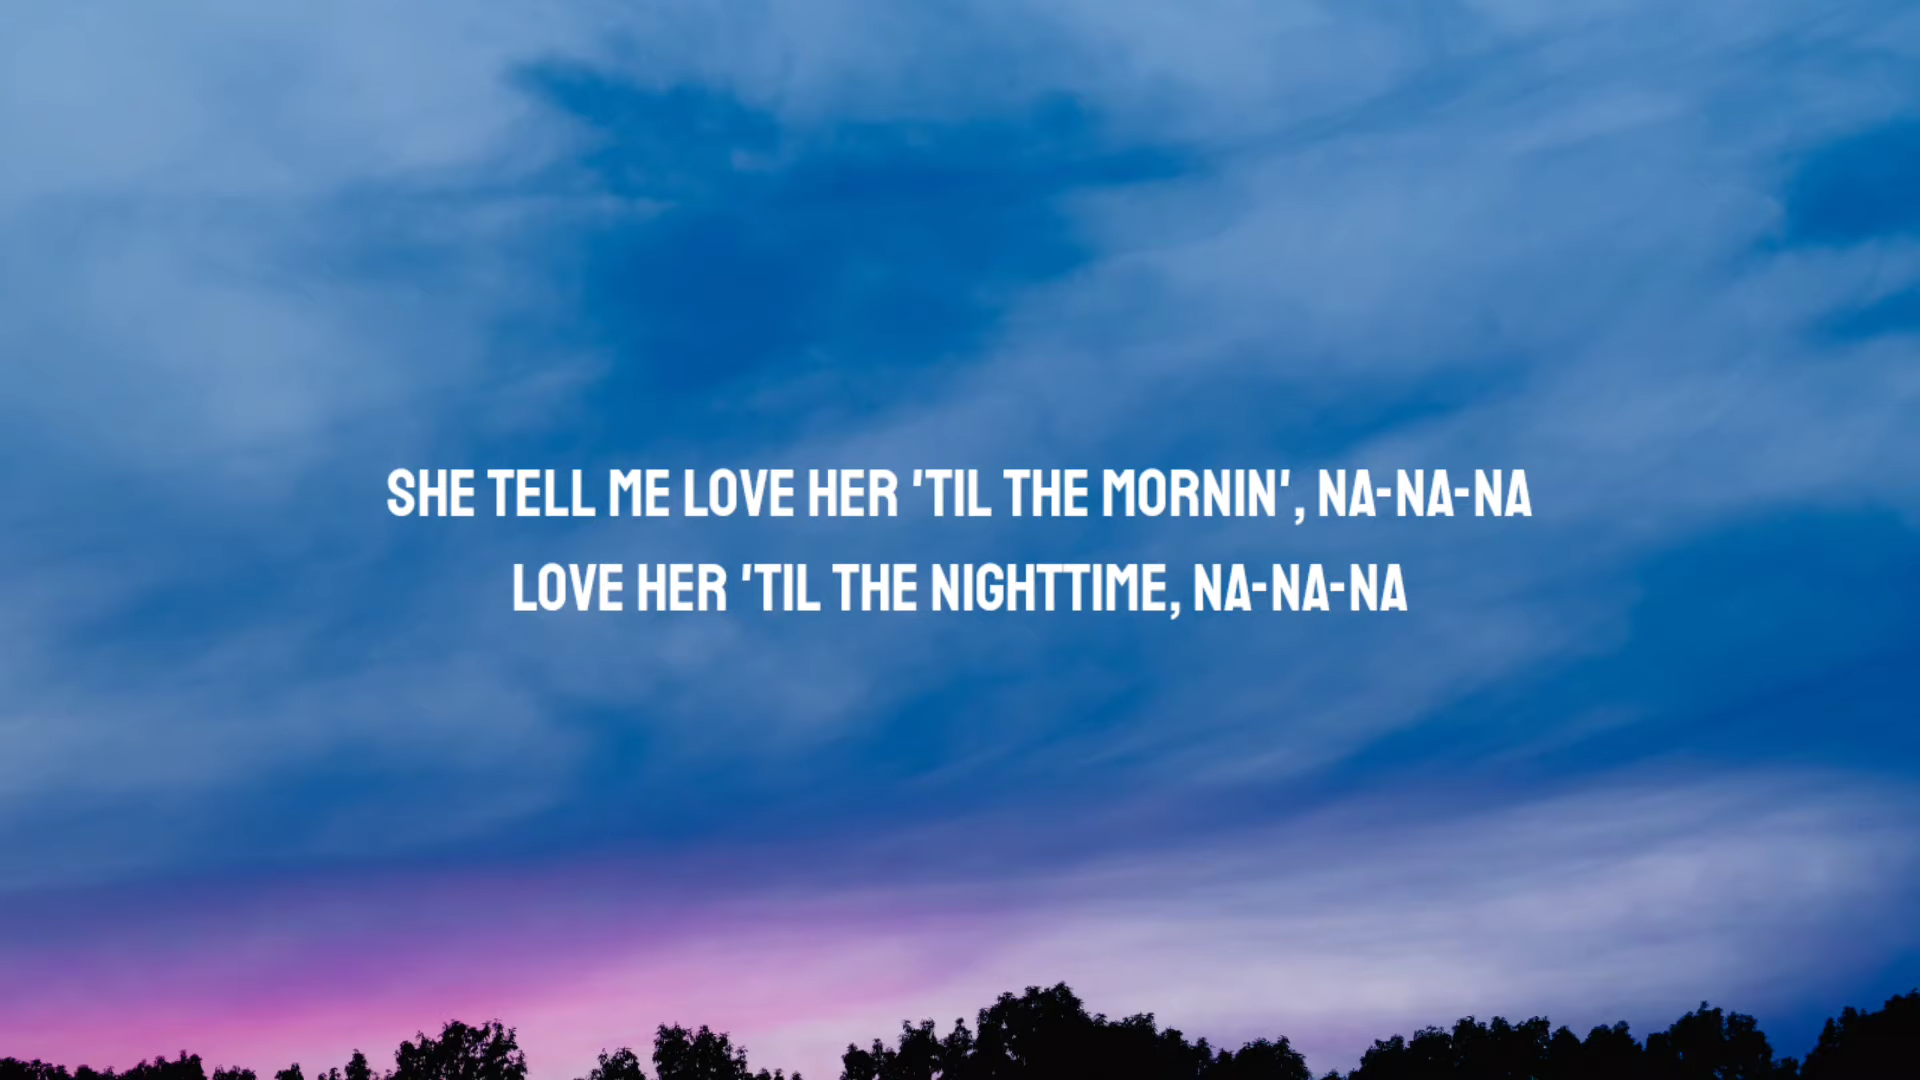 SHE TELL ME LOVE HER 'TIL THE MORNIN', NA-NA-NA
LOVE HER 'TIL THE NIGHTTIME, NA-NA-NA